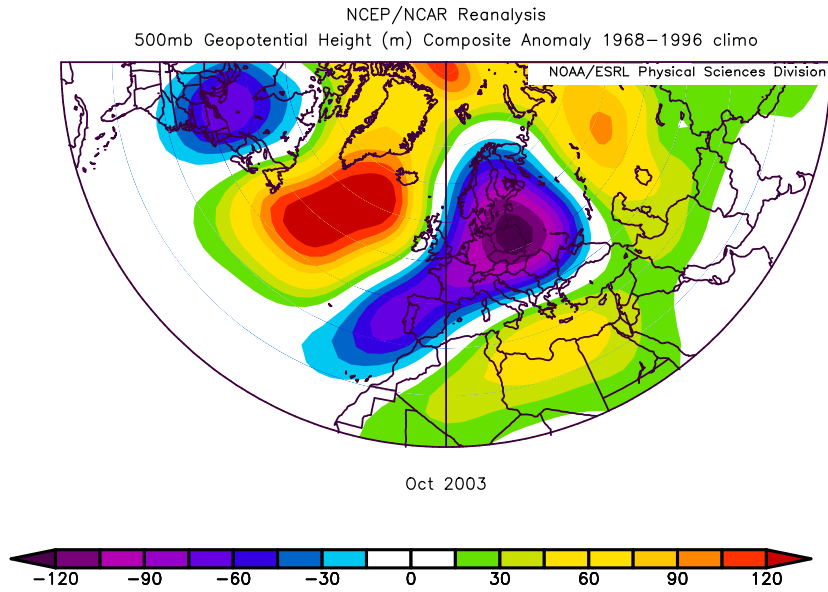 NCEP/NCAR Reanalysis
500mb Geopotential Height (m) Composite Anomaly 1968−1996 climo
NOAA/ESRL Physical Sciences Division
Oct 2003
−120 −90 −60 −30 0 30 60 90 120